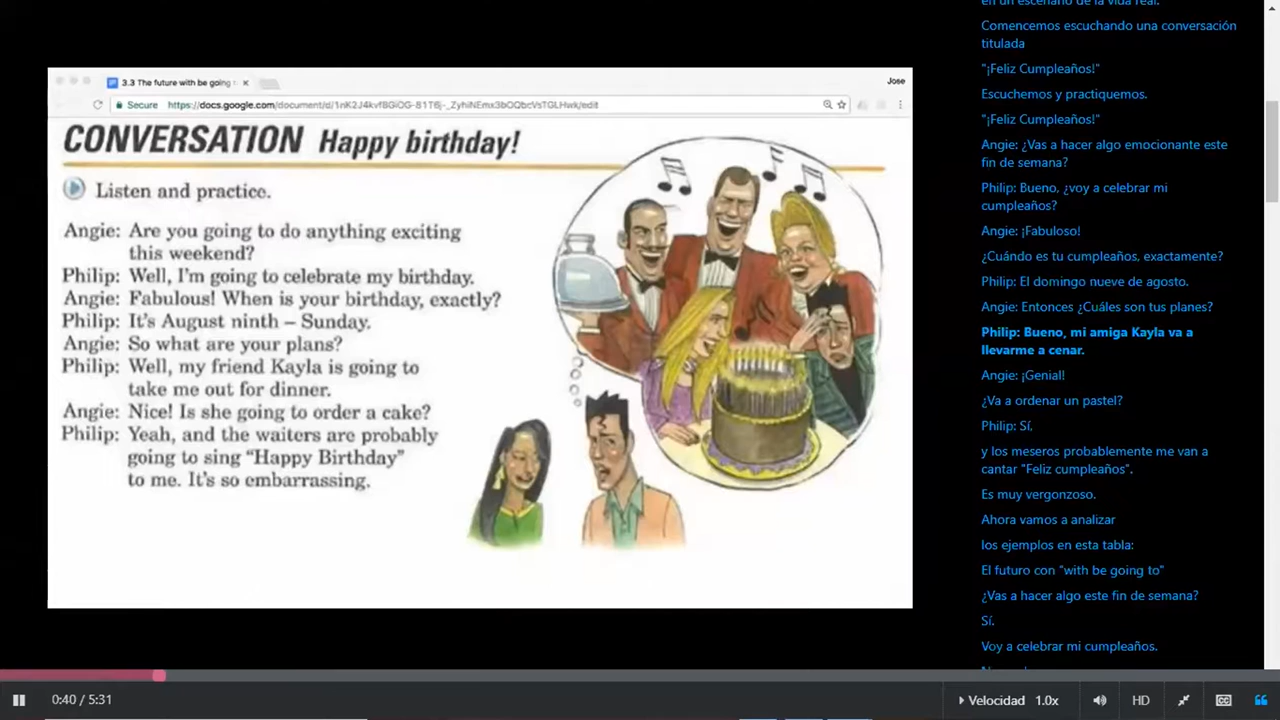 3.3 The future with be going
Jose
Secure
CONVERSATION Happy birthday!
Listen and practice.
Angie: Are you going to do anything exciting
this weekend?
Philip: Well, I'm going to celebrate my birthday.
Angie: Fabulous! When is your birthday, exactly?
Philip: It's August ninth – Sunday.
Angie: So what are your plans?
Philip: Well, my friend Kayla is going to
take me out for dinner.
Angie: Nice! Is she going to order a cake?
Philip: Yeah, and the waiters are probably
going to sing "Happy Birthday"
to me. It's so embarrassing.
en un escenario de la vida real.
Comencemos escuchando una conversación
titulada
"¡Feliz Cumpleaños!"
Escuchemos y practiquemos.
"¡Feliz Cumpleaños!"
Angie: ¿Vas a hacer algo emocionante este
fin de semana?
Philip: Bueno, ¿voy a celebrar mi
cumpleaños?
Angie: ¡Fabuloso!
¿Cuándo es tu cumpleaños, exactamente?
Philip: El domingo nueve de agosto.
Angie: Entonces ¿Cuáles son tus planes?
Philip: Bueno, mi amiga Kayla va a
llevarme a cenar.
Angie: ¡Genial!
¿Va a ordenar un pastel?
Philip: Sí,
y los meseros probablemente me van a
cantar "Feliz cumpleaños".
Es muy vergonzoso.
Ahora vamos a analizar
los ejemplos en esta tabla:
El futuro con "with be going to"
¿Vas a hacer algo este fin de semana?
Sí.
Voy a celebrar mi cumpleaños.
0:40 / 5:31
Velocidad 1.0x
HD